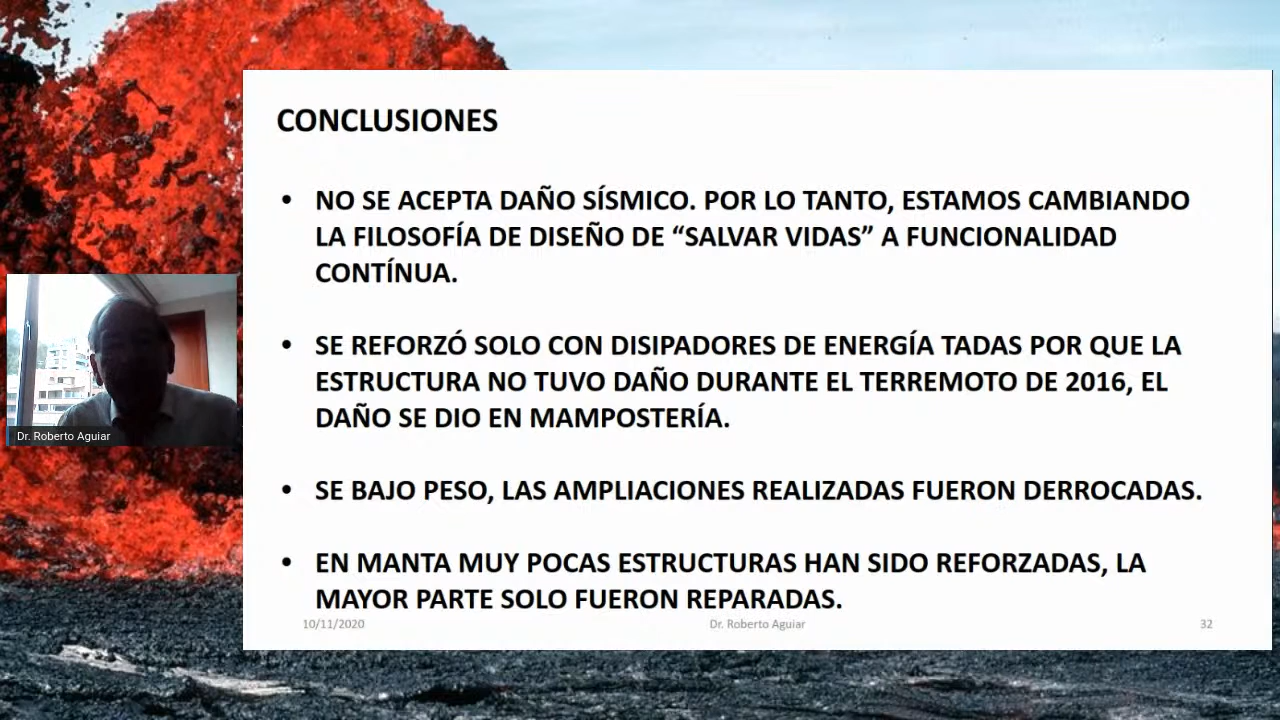 CONCLUSIONES
• NO SE ACEPTA DAÑO SÍSMICO. POR LO TANTO, ESTAMOS CAMBIANDO
LA FILOSOFÍA DE DISEÑO DE “SALVAR VIDAS” A FUNCIONALIDAD
CONTÍNUA.
• SE REFORZÓ SOLO CON DISIPADORES DE ENERGÍA TADAS POR QUE LA
ESTRUCTURA NO TUVO DAÑO DURANTE EL TERREMOTO DE 2016, EL
DAÑO SE DIO EN MAMPOSTERÍA.
• SE BAJO PESO, LAS AMPLIACIONES REALIZADAS FUERON DERROCADAS.
• EN MANTA MUY POCAS ESTRUCTURAS HAN SIDO REFORZADAS, LA
MAYOR PARTE SOLO FUERON REPARADAS.
10/11/2020 Dr. Roberto Aguiar 32
Dr. Roberto Aguiar